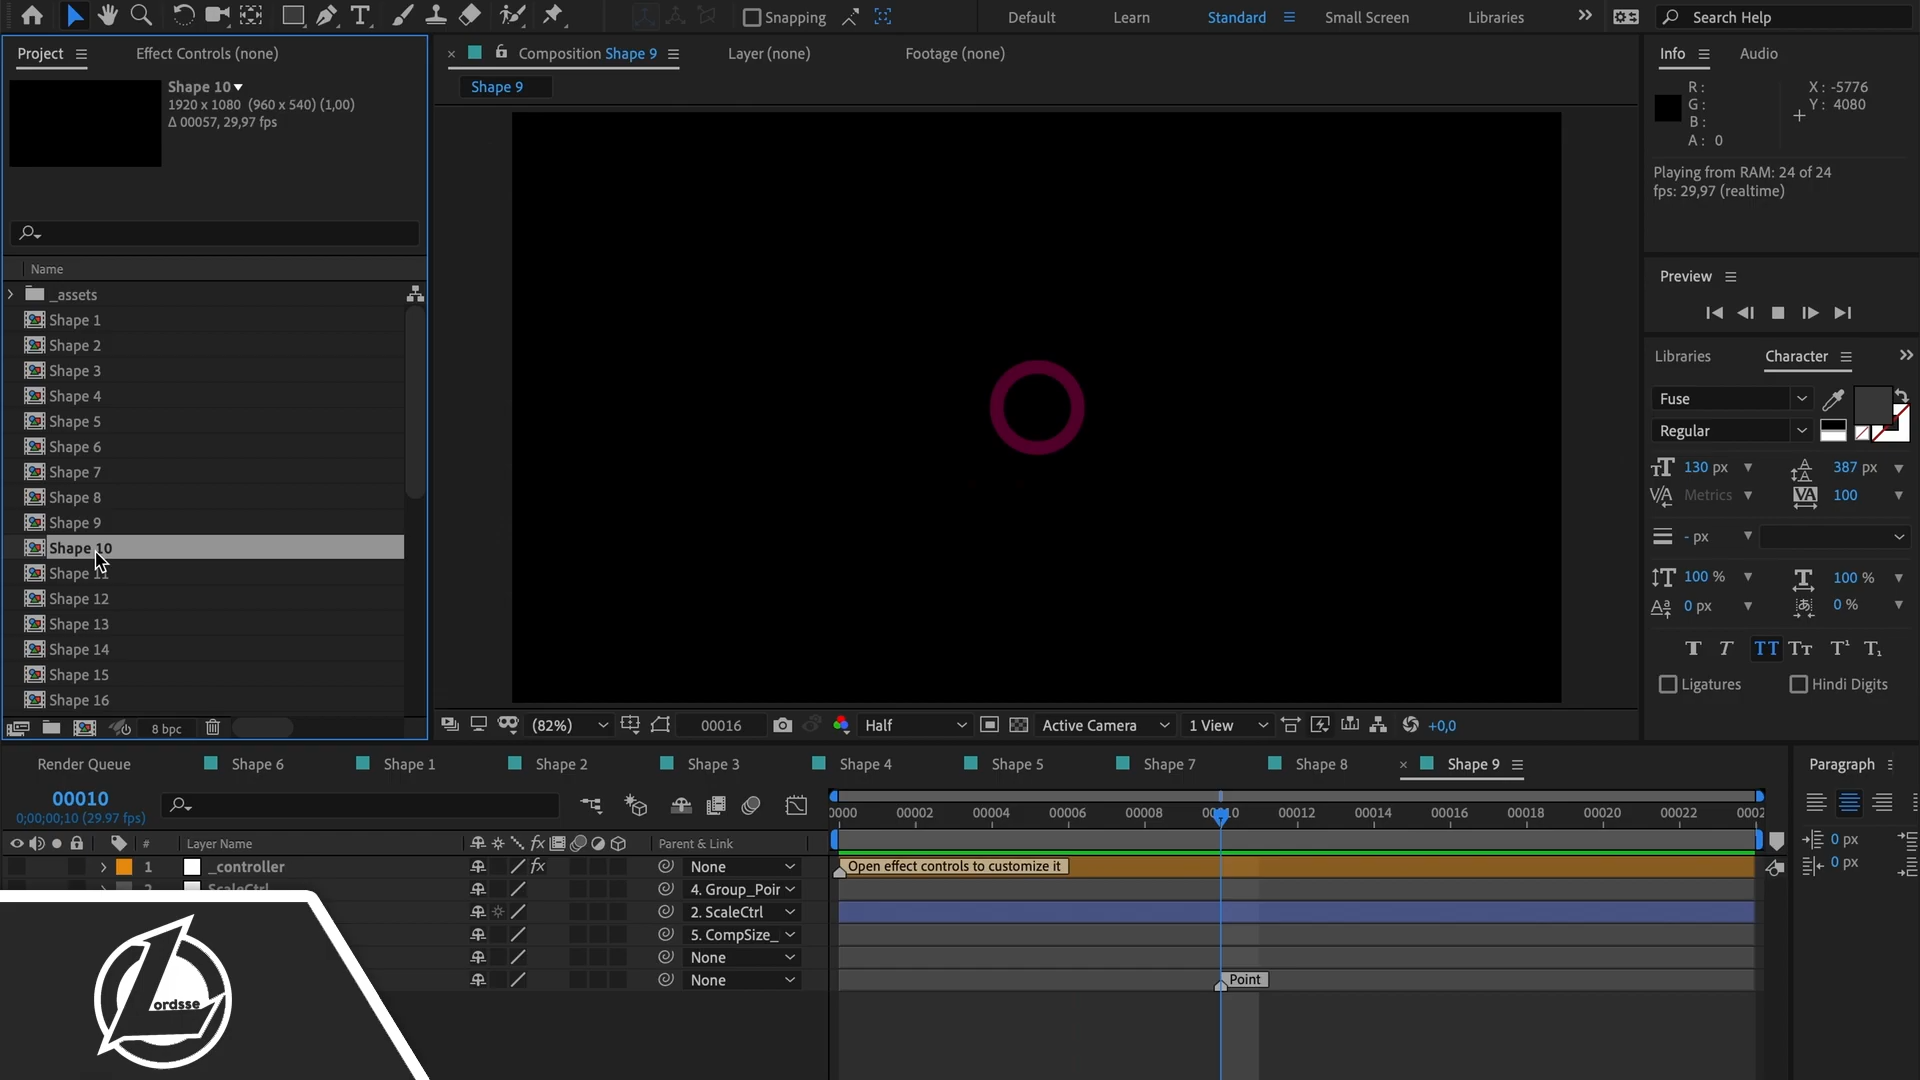 Snapping
Default
Learn
Standard
Small Screen
Libraries
Search Help
Project
Effect Controls (none)
Composition Shape 9
Layer (none)
Footage (none)
Info
Audio
Shape 10
1920 x 1080 (960 x 540) (1,00)
Δ 00057, 29,97 fps
Shape 9
R :
G :
B :
A : 0
X : -5776
Y : 4080
Playing from RAM: 24 of 24
fps: 29,97 (realtime)
Name
_assets
Shape 1
Shape 2
Shape 3
Shape 4
Shape 5
Shape 6
Shape 7
Shape 8
Shape 9
Shape 10
Shape 11
Shape 12
Shape 13
Shape 14
Shape 15
Shape 16
8 bpc
Preview
Libraries
Character
Fuse
Regular
130 px
387 px
Metrics
100
- px
100 %
100 %
0 px
0 %
Ligatures
Hindi Digits
(82%)
00016
Half
Active Camera
1 View
+0,0
Render Queue
Shape 6
Shape 1
Shape 2
Shape 3
Shape 4
Shape 5
Shape 7
Shape 8
Shape 9
Paragraph
00010
0;00;00;10 (29.97 fps)
0000
00002
00004
00006
00008
00010
00012
00014
00016
00018
00020
00022
0002
0 px
0 px
#
Layer Name
Parent & Link
1
_controller
None
Open effect controls to customize it
2
ScaleCtrl
4. Group_Poir
2. ScaleCtrl
5. CompSize_
None
None
Point
Lordsse